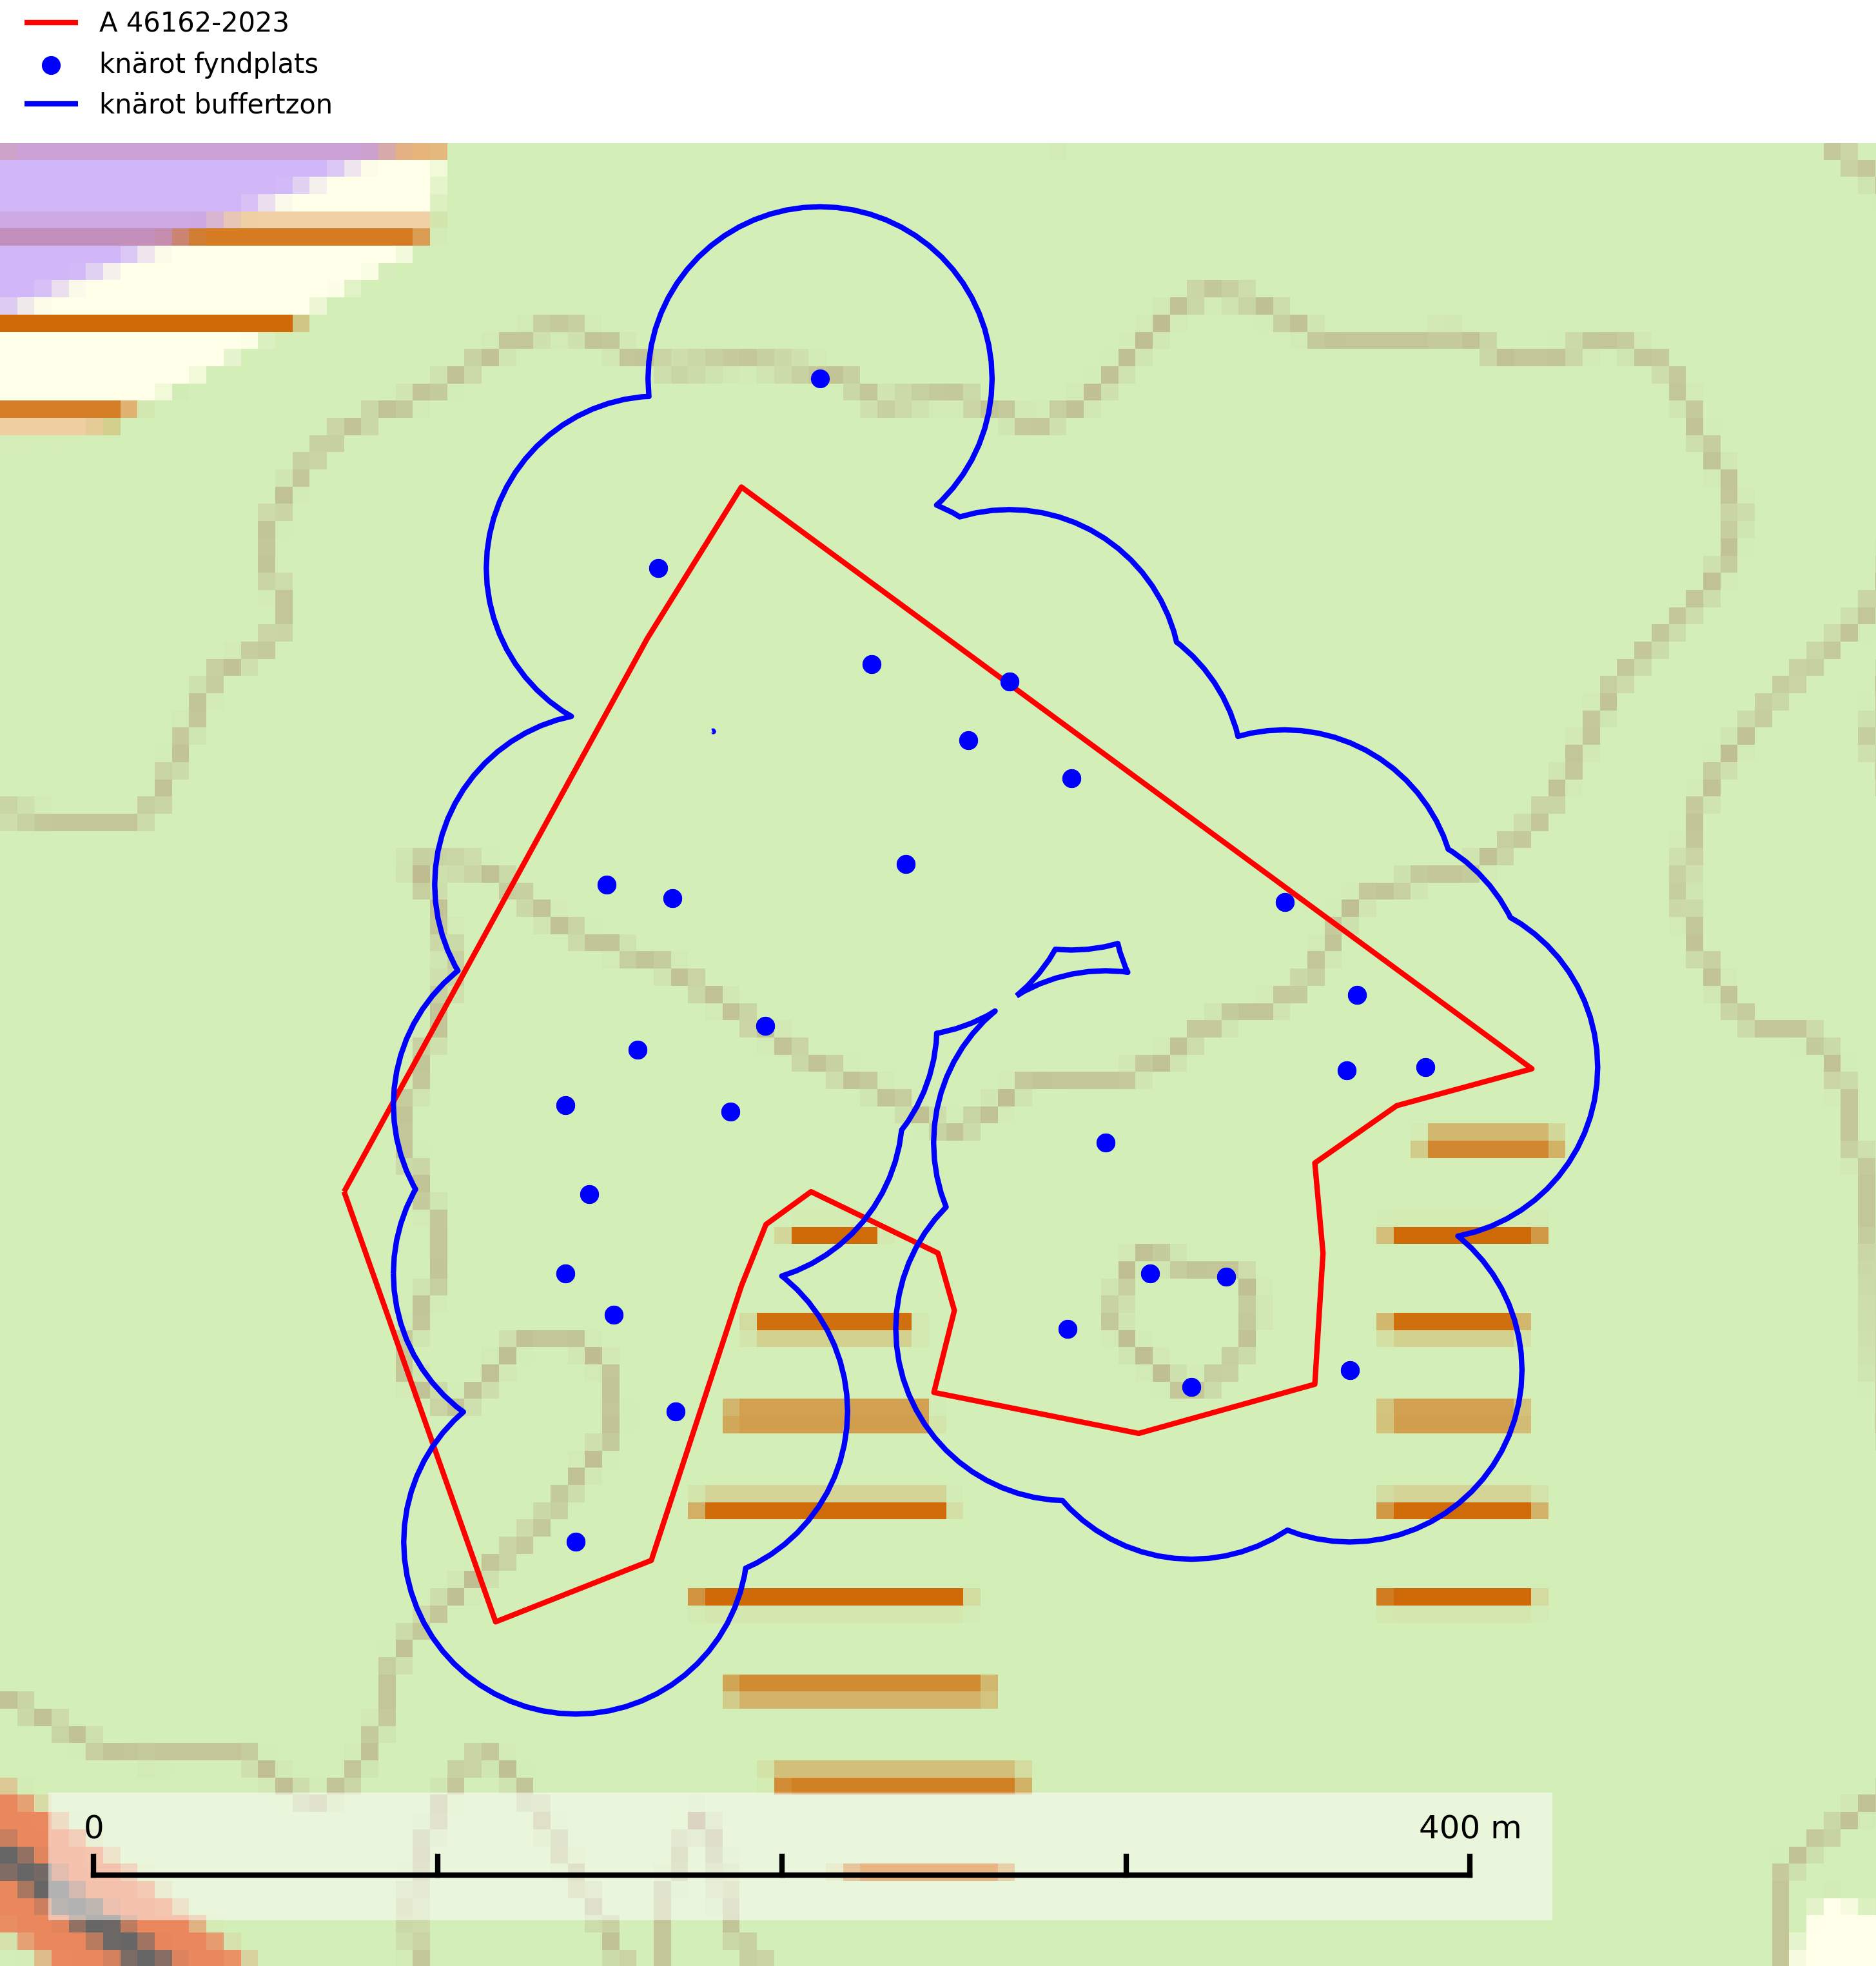 A 46162-2023
knärot fyndplats
knärot buffertzon
0
400 m